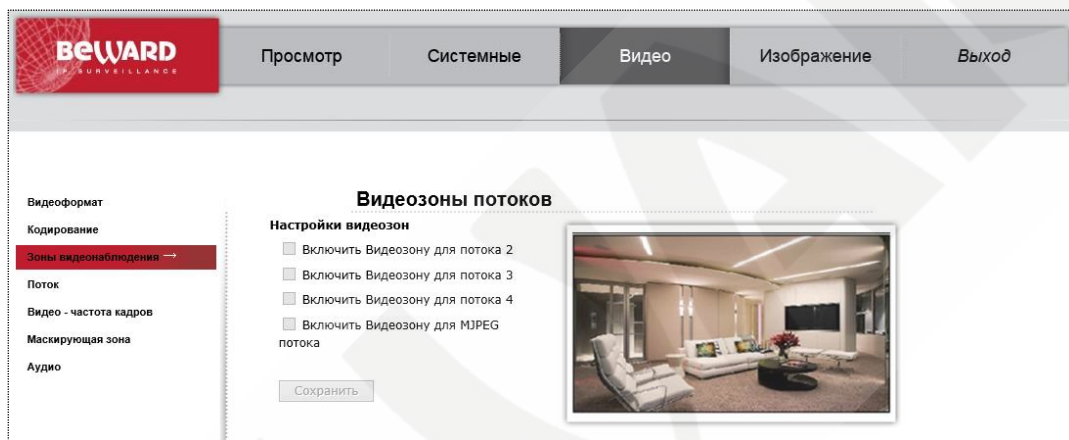 BEWARD
IP SURVEILLANCE
Просмотр
Системные
Видео
Изображение
Выход
Видеоформат
Кодирование
Зоны видеонаблюдения →
Поток
Видео - частота кадров
Маскирующая зона
Аудио
Видеозоны потоков
Настройки видеозон
Включить Видеозону для потока 2
Включить Видеозону для потока 3
Включить Видеозону для потока 4
Включить Видеозону для MJPEG
потока
Сохранить